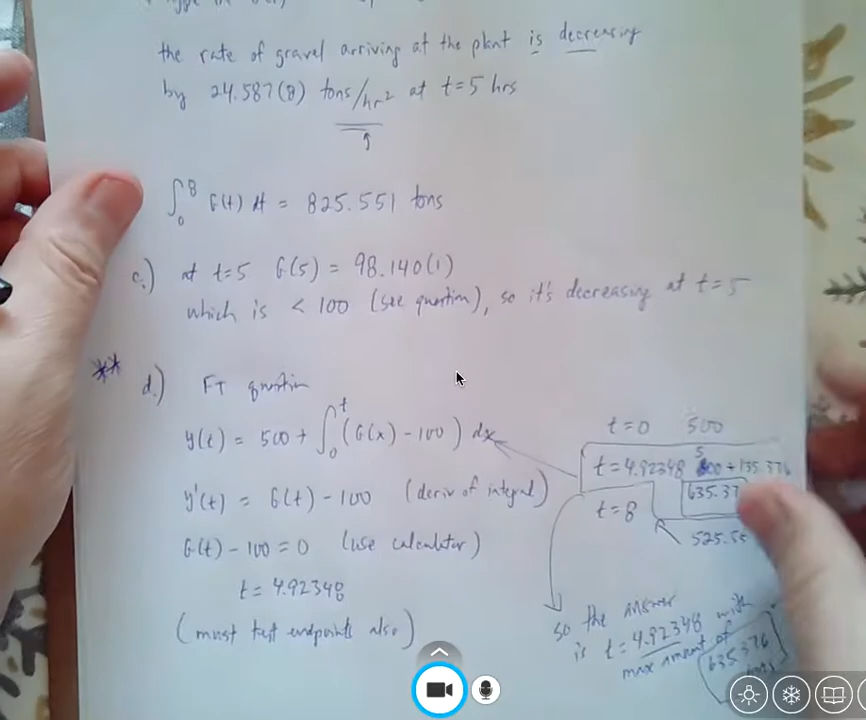 the rate of gravel arriving at the plant is decreasing
by 24.587(8) tons/hr² at t=5 hrs
∫₀⁸ G(t) dt = 825.551 tons
c.) at t=5 G(5) = 98.140(1)
which is < 100 (see question), so it's decreasing at t=5
** d.) FT question
y(t) = 500 + ∫₀ᵗ (G(x) - 100) dx
y'(t) = G(t) - 100 (deriv of integral)
G(t) - 100 = 0 (use calculator)
t = 4.92348
(must test endpoints also)
t=0 500
t=4.92348 500 + 135.376
635.37
t=8
525.55
so the answer
is t=4.92348 with
max amount of
635.376
tons